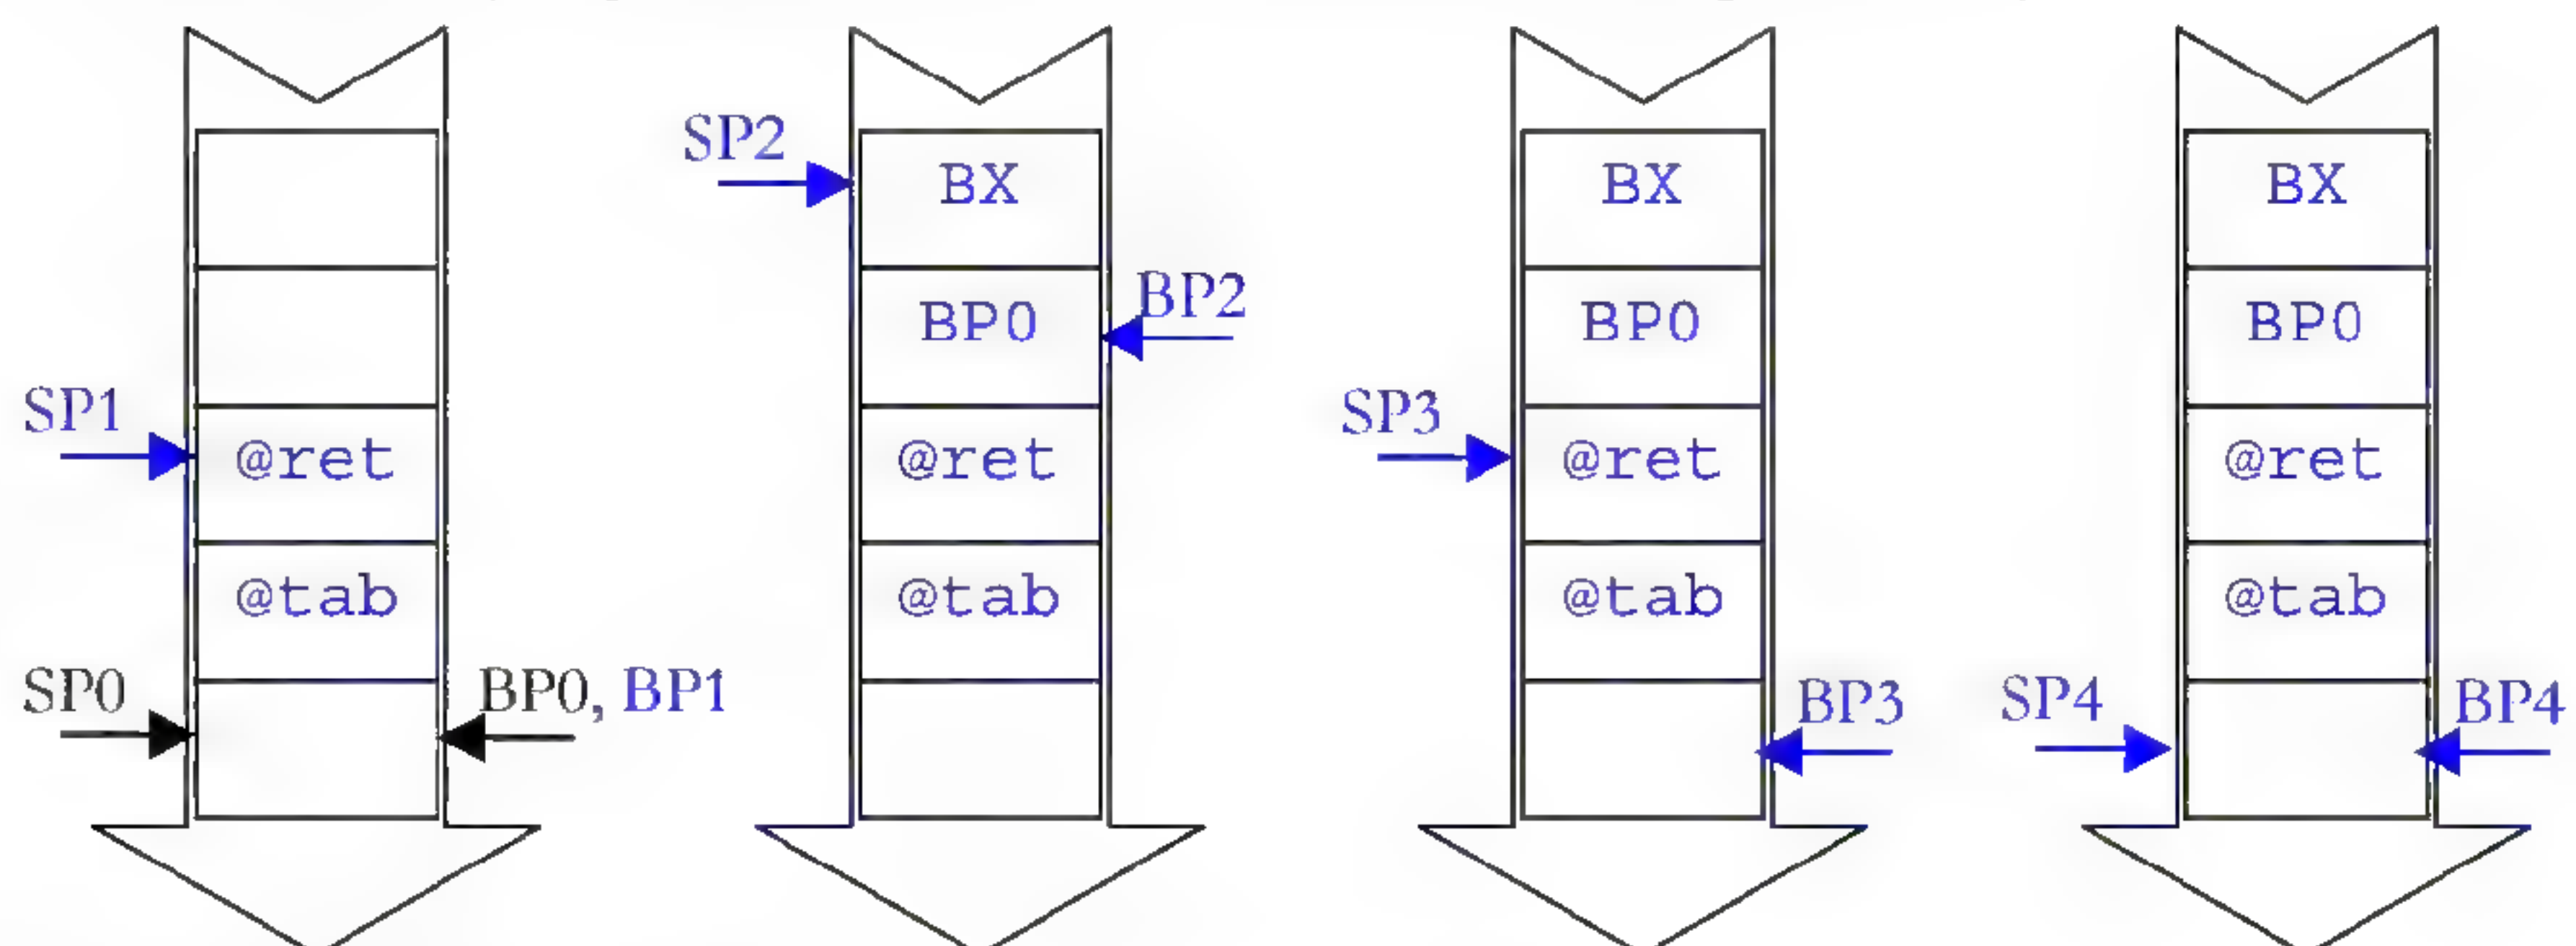 SP2 BX BX BX
BP0 BP2 BP0 BP0
SP1 @ret @ret SP3 @ret @ret
@tab @tab @tab @tab
SP0 BP0, BP1 BP3 SP4 BP4